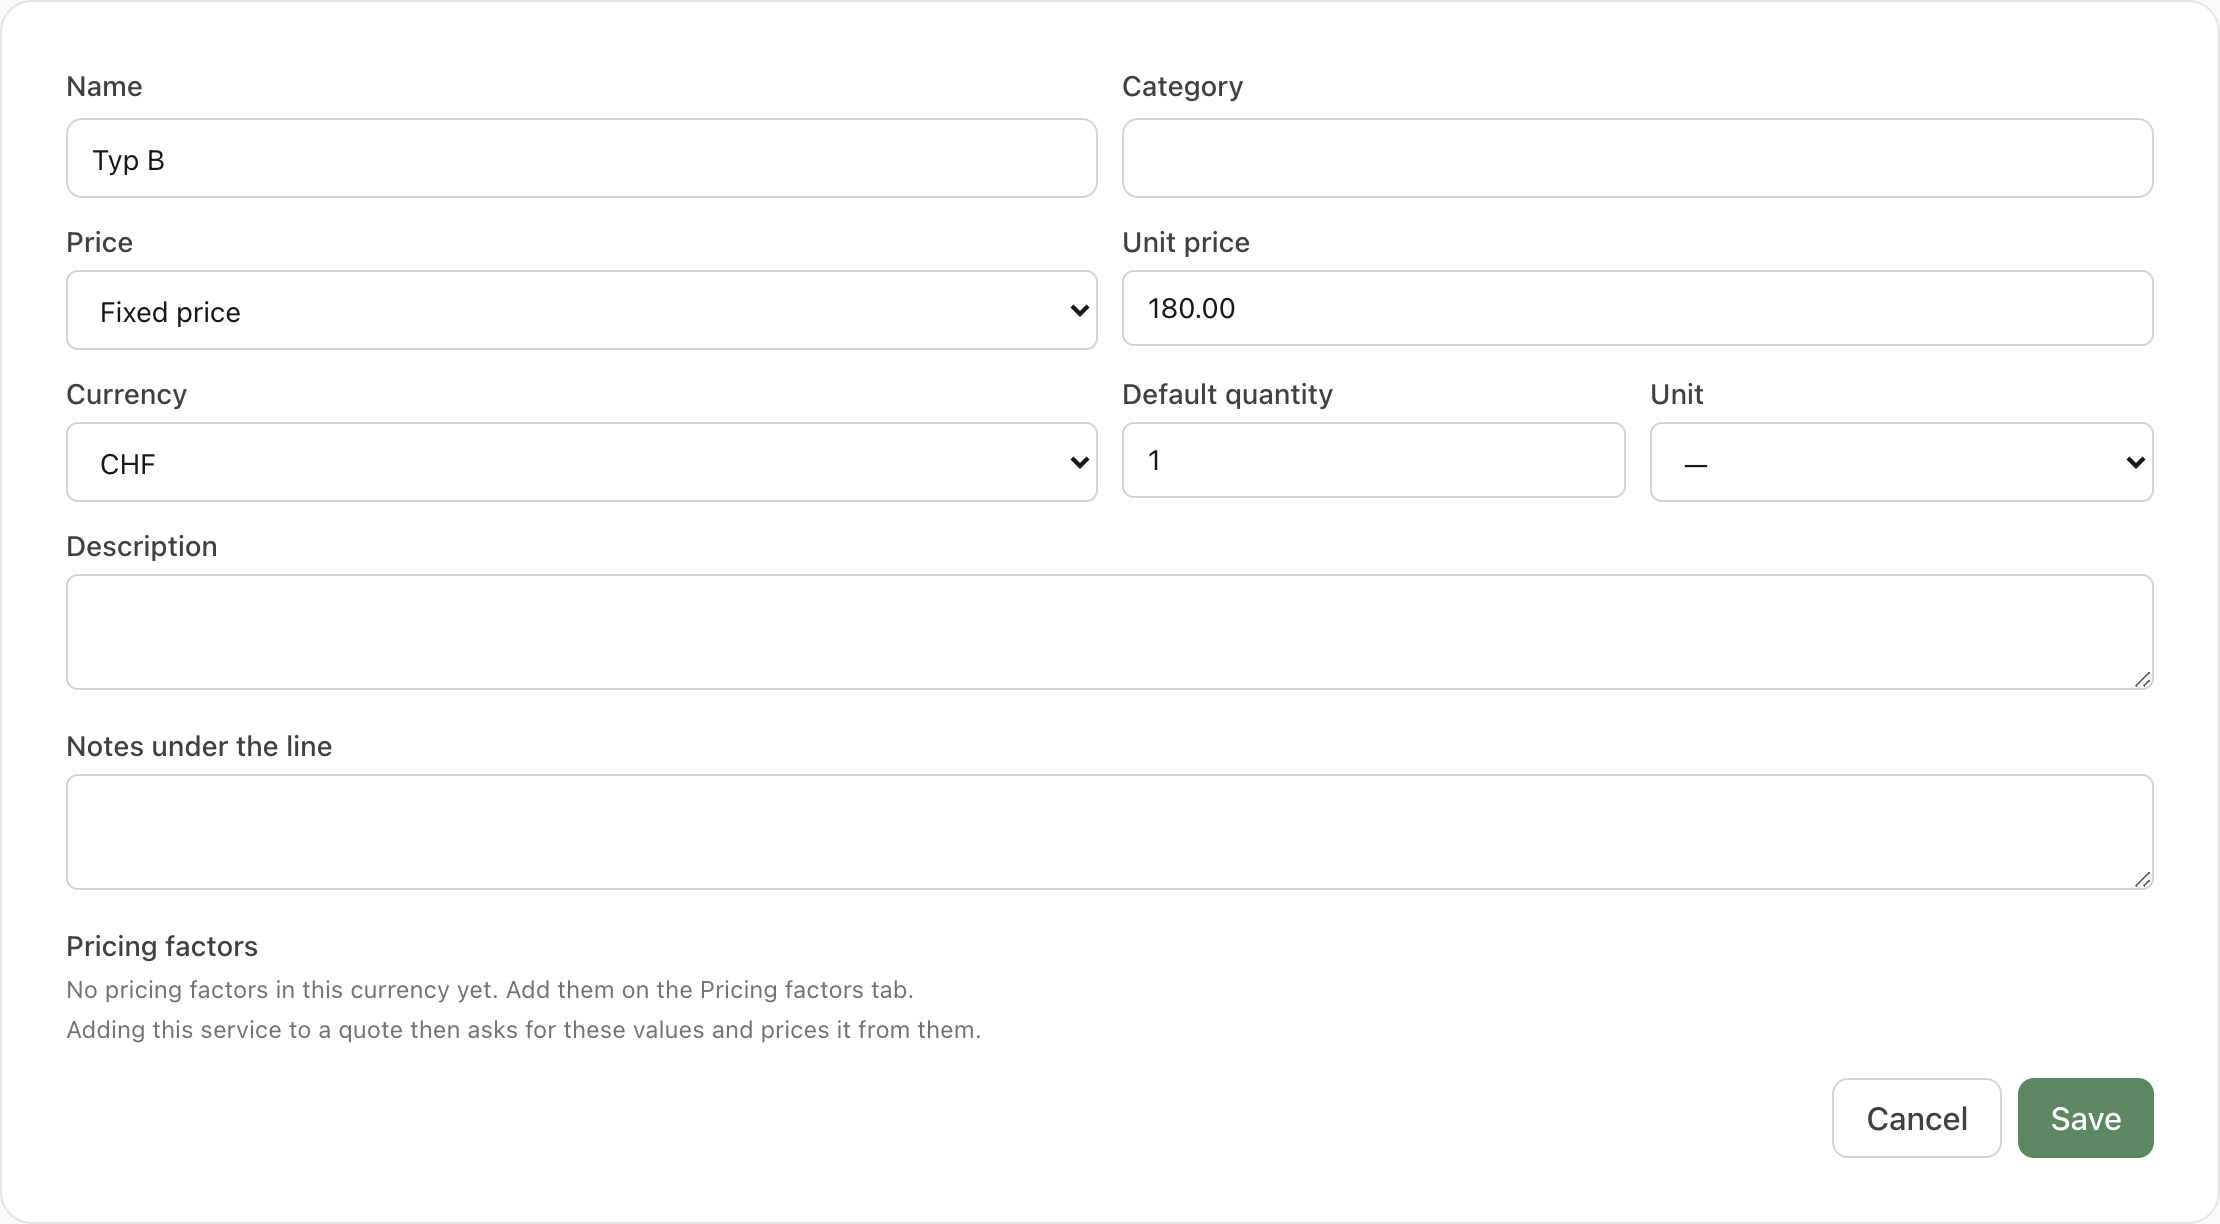 Name
Category
Typ B
Price
Unit price
Fixed price
180.00
Currency
Default quantity
Unit
CHF
1
—
Description
Notes under the line
Pricing factors
No pricing factors in this currency yet. Add them on the Pricing factors tab.
Adding this service to a quote then asks for these values and prices it from them.
Cancel
Save